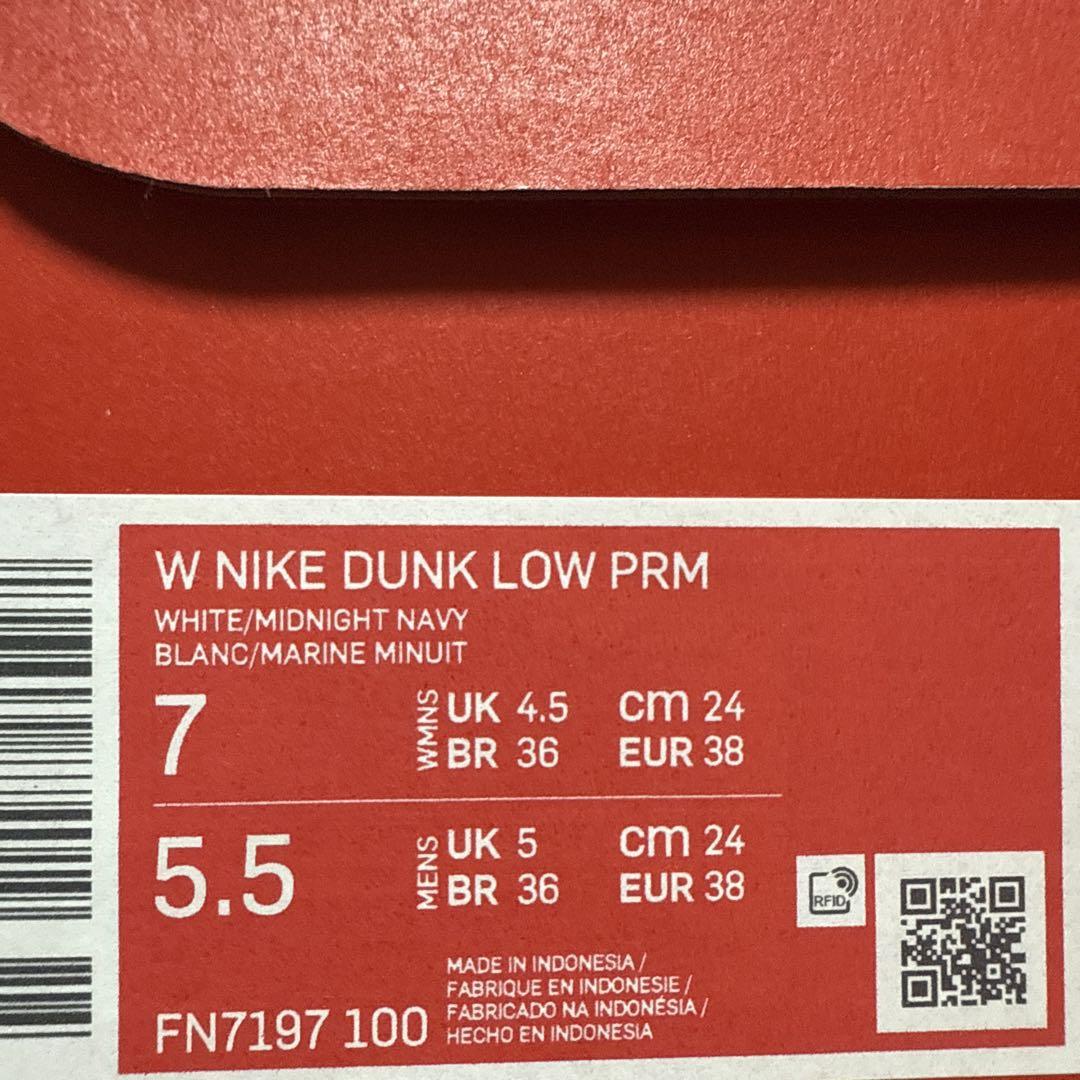 W NIKE DUNK LOW PRM
WHITE/MIDNIGHT NAVY
BLANC/MARINE MINUIT
7 WMNS UK 4.5 cm 24
BR 36 EUR 38
5.5 MENS UK 5 cm 24
BR 36 EUR 38
RFID
MADE IN INDONESIA /
FABRIQUE EN INDONESIE /
FABRICADO NA INDONÉSIA /
HECHO EN INDONESIA
FN7197 100